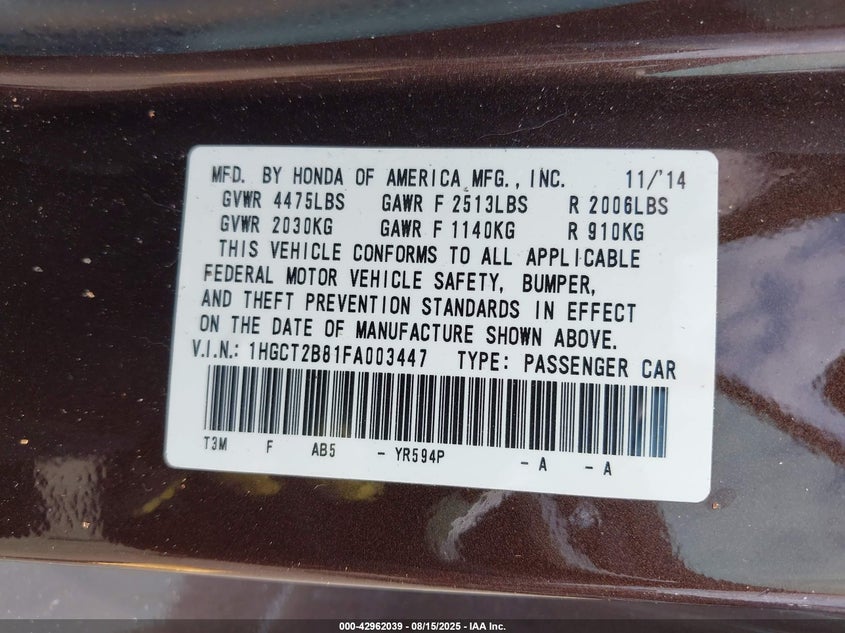 MFD. BY HONDA OF AMERICA MFG., INC. 11/'14
GVWR 4475LBS GAWR F 2513LBS R 2006LBS
GVWR 2030KG GAWR F 1140KG R 910KG
THIS VEHICLE CONFORMS TO ALL APPLICABLE
FEDERAL MOTOR VEHICLE SAFETY, BUMPER,
AND THEFT PREVENTION STANDARDS IN EFFECT
ON THE DATE OF MANUFACTURE SHOWN ABOVE.
V.I.N.: 1HGCT2B81FA003447 TYPE: PASSENGER CAR
T3M F AB5 - YR594P - A - A
000-42962039 - 08/15/2025 - IAA Inc.